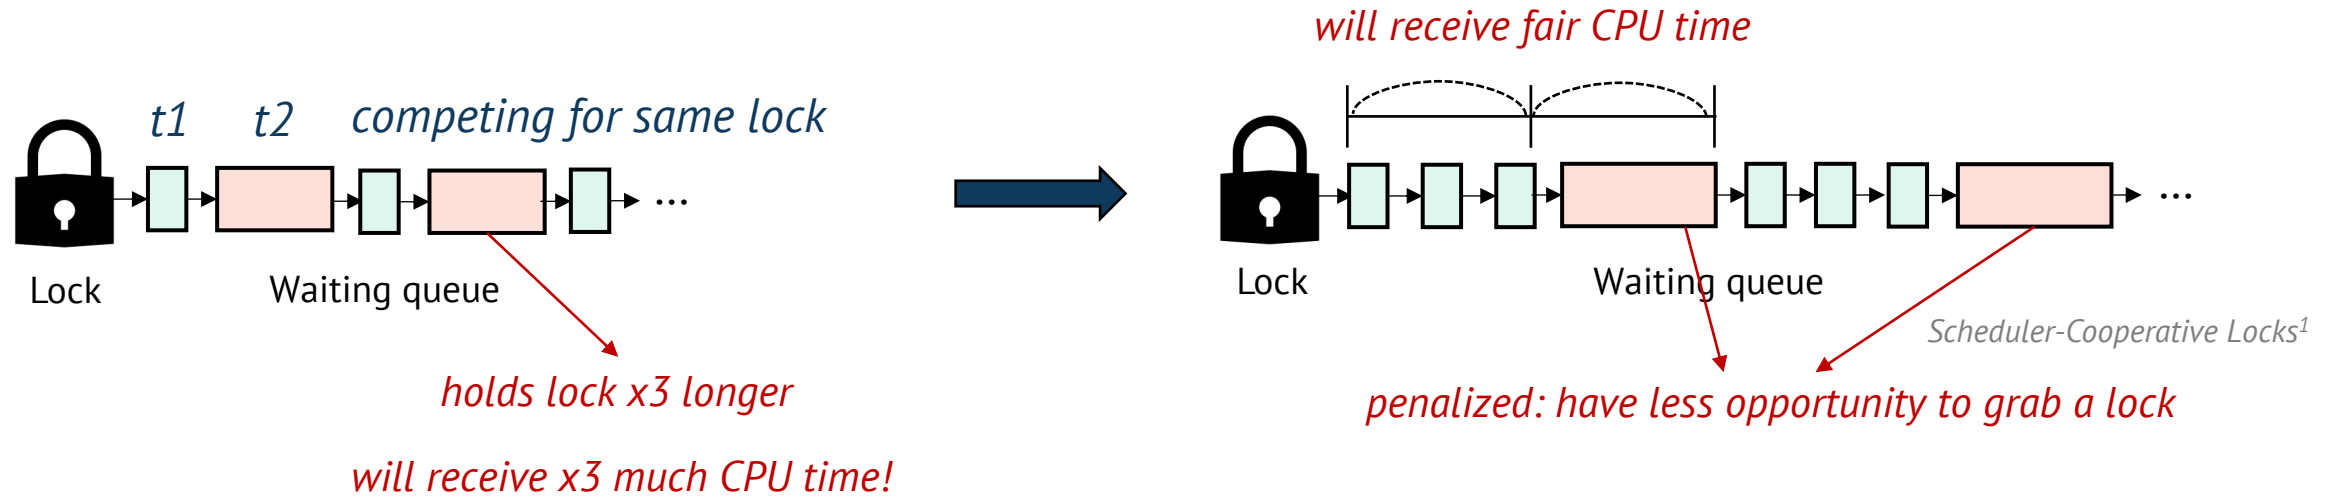 t1 t2 competing for same lock
...
Lock
Waiting queue
holds lock x3 longer
will receive x3 much CPU time!
will receive fair CPU time
...
Lock
Waiting queue
Scheduler-Cooperative Locks¹
penalized: have less opportunity to grab a lock